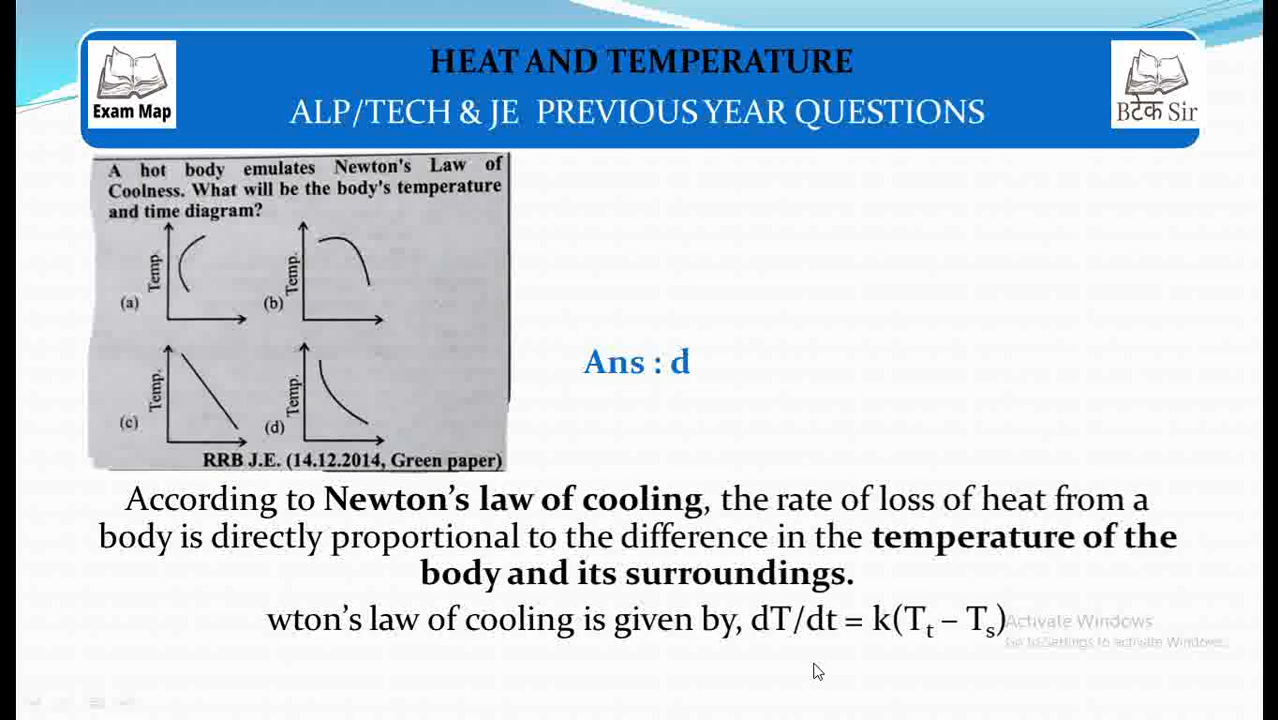 HEAT AND TEMPERATURE
ALP/TECH & JE PREVIOUS YEAR QUESTIONS
Exam Map
Bटेक Sir
A hot body emulates Newton's Law of
Coolness. What will be the body's temperature
and time diagram?
(a) Temp.
(b) Temp.
(c) Temp.
(d) Temp.
RRB J.E. (14.12.2014, Green paper)
Ans : d
According to Newton's law of cooling, the rate of loss of heat from a
body is directly proportional to the difference in the temperature of the
body and its surroundings.
wton's law of cooling is given by, dT/dt = k(Tt – Ts)
Activate Windows
Go to Settings to activate Windows.